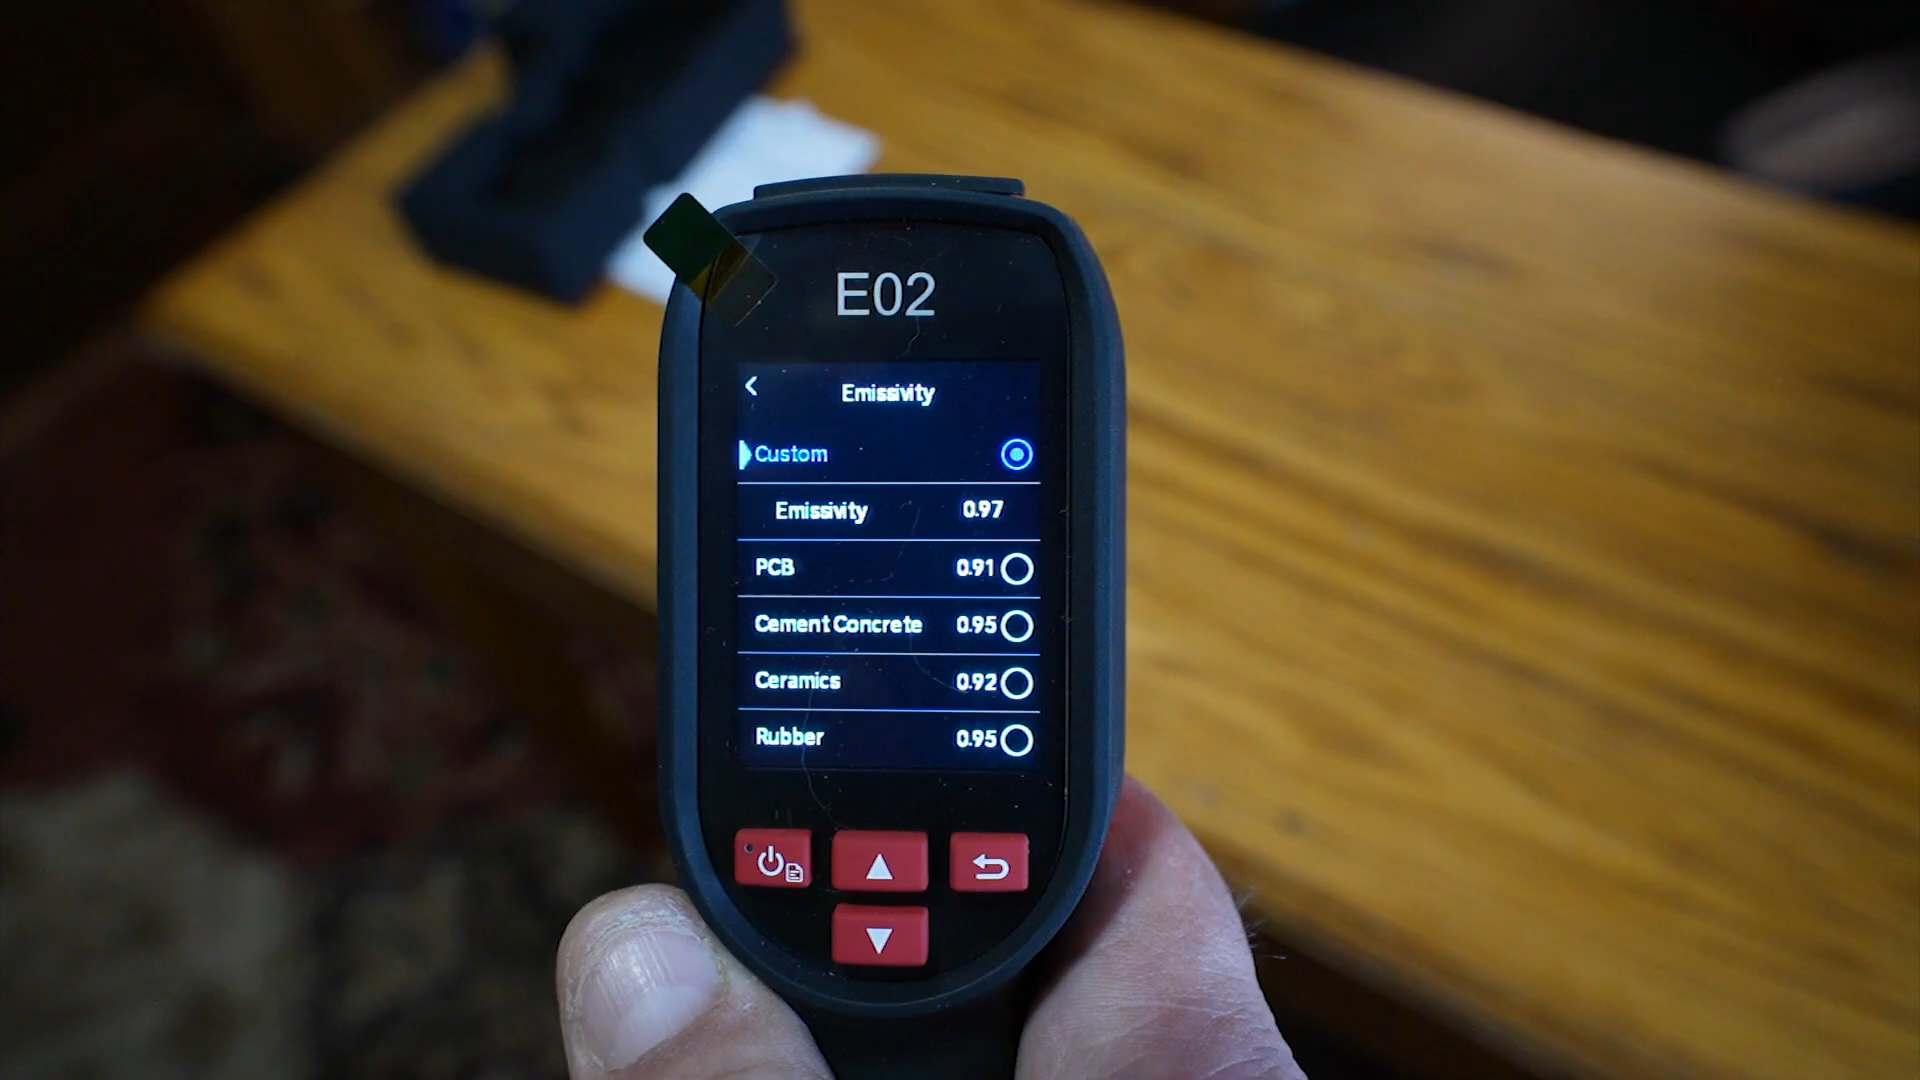 E02
Emissivity
Custom
Emissivity 0.97
PCB 0.91
Cement Concrete 0.95
Ceramics 0.92
Rubber 0.95